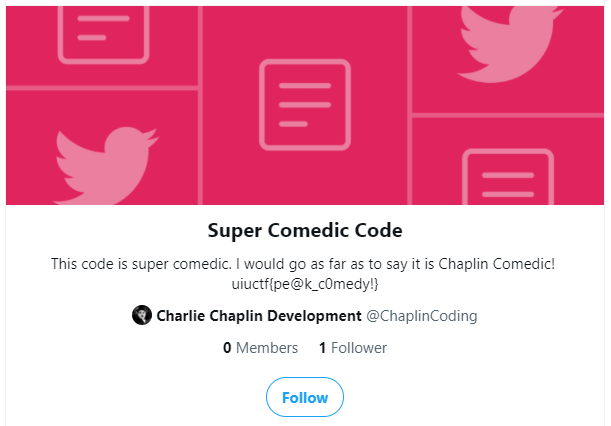 Super Comedic Code
This code is super comedic. I would go as far as to say it is Chaplin Comedic!
uiuctf{pe@k_c0medy!}
Charlie Chaplin Development @ChaplinCoding
0 Members 1 Follower
Follow